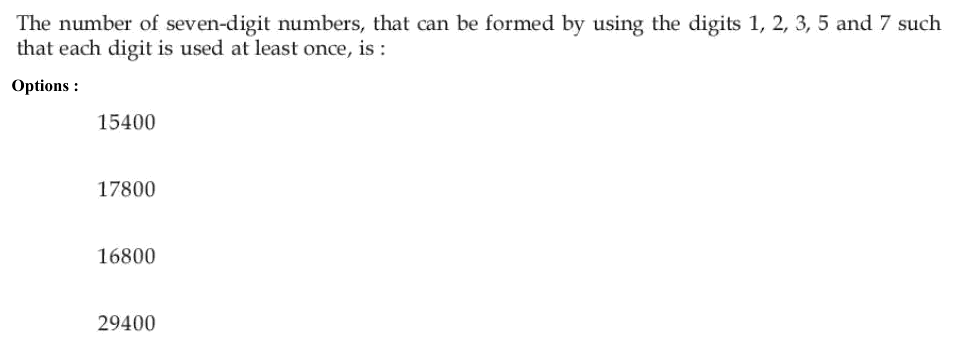 The number of seven-digit numbers, that can be formed by using the digits 1, 2, 3, 5 and 7 such
that each digit is used at least once, is :
Options :
15400
17800
16800
29400